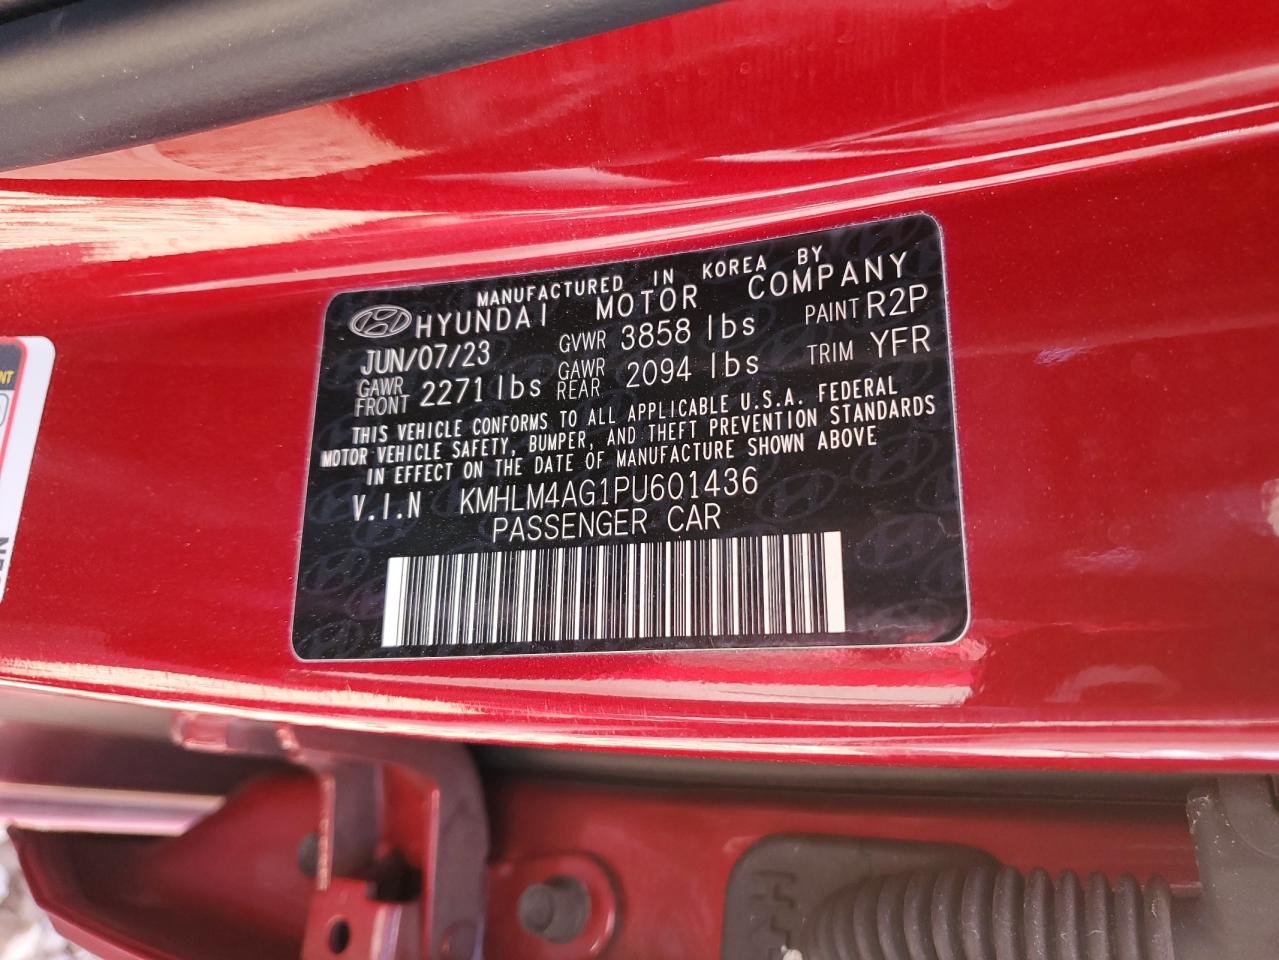 MANUFACTURED IN KOREA BY
HYUNDAI MOTOR COMPANY
JUN/07/23 GVWR 3858 lbs PAINT R2P
GAWR FRONT 2271 lbs GAWR REAR 2094 lbs TRIM YFR
THIS VEHICLE CONFORMS TO ALL APPLICABLE U.S.A. FEDERAL
MOTOR VEHICLE SAFETY, BUMPER, AND THEFT PREVENTION STANDARDS
IN EFFECT ON THE DATE OF MANUFACTURE SHOWN ABOVE
V.I.N KMHLM4AG1PU601436
PASSENGER CAR